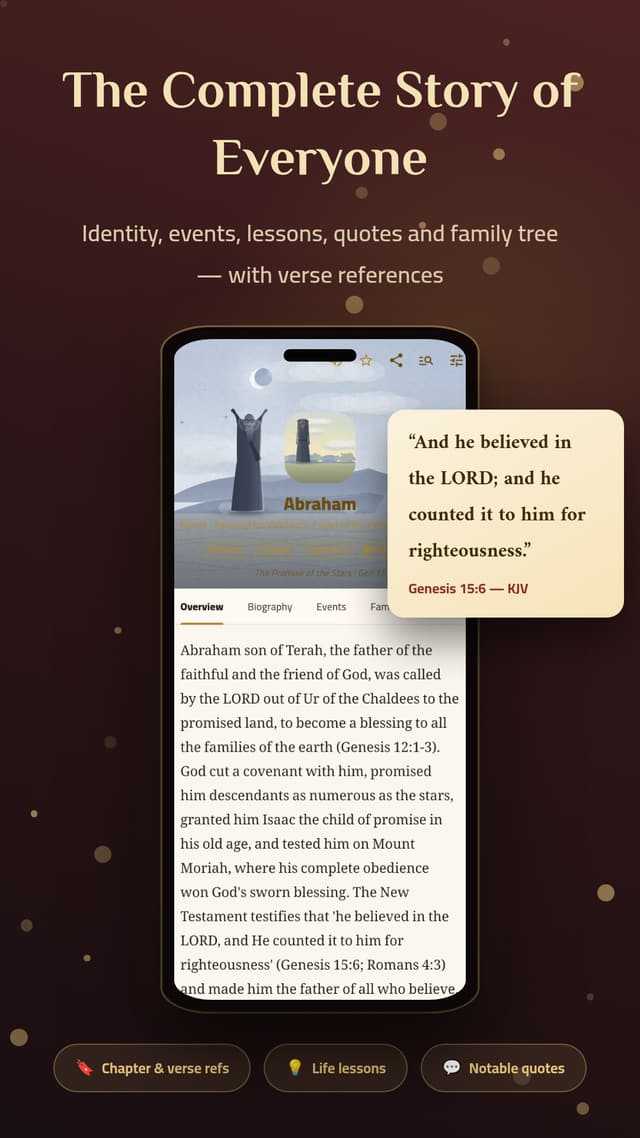 The Complete Story of
Everyone
Identity, events, lessons, quotes and family tree
— with verse references
Abraham
The Promise of the Stars · Gen 15
“And he believed in
the LORD; and he
counted it to him for
righteousness.”
Genesis 15:6 — KJV
Overview
Biography
Events
Fam
Abraham son of Terah, the father of the
faithful and the friend of God, was called
by the LORD out of Ur of the Chaldees to the
promised land, to become a blessing to all
the families of the earth (Genesis 12:1-3).
God cut a covenant with him, promised
him descendants as numerous as the stars,
granted him Isaac the child of promise in
his old age, and tested him on Mount
Moriah, where his complete obedience
won God's sworn blessing. The New
Testament testifies that 'he believed in the
LORD, and He counted it to him for
righteousness' (Genesis 15:6; Romans 4:3)
and made him the father of all who believe.
Chapter & verse refs
Life lessons
Notable quotes